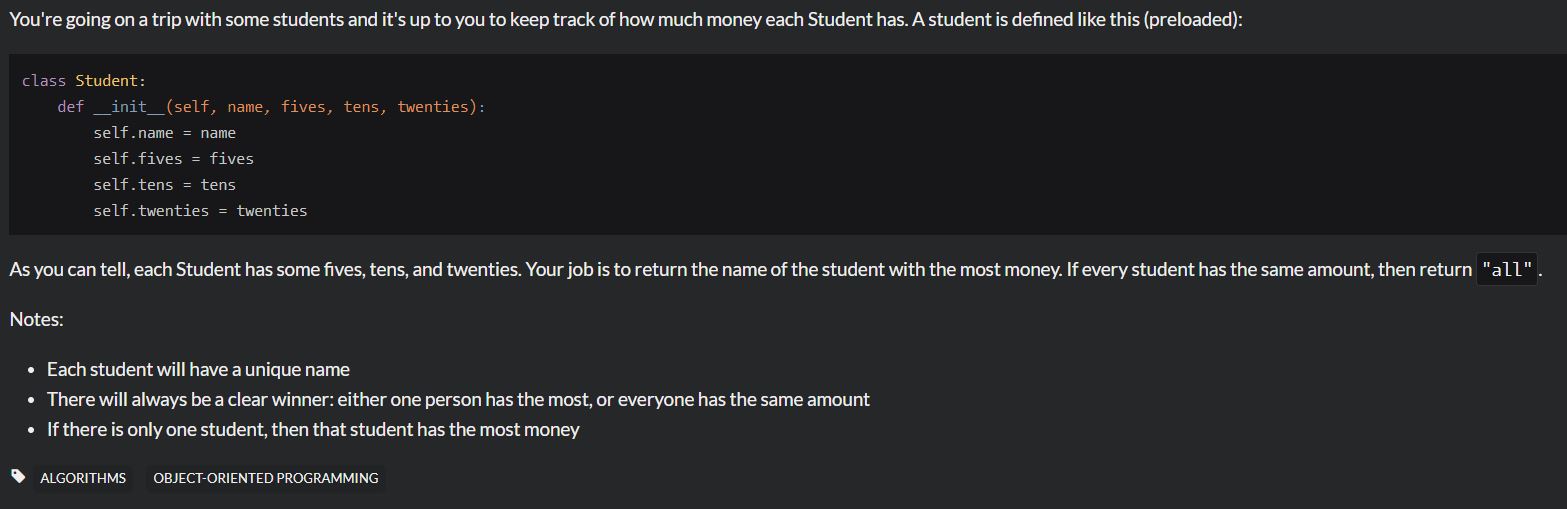 You're going on a trip with some students and it's up to you to keep track of how much money each Student has. A student is defined like this (preloaded):
class Student:
    def __init__(self, name, fives, tens, twenties):
        self.name = name
        self.fives = fives
        self.tens = tens
        self.twenties = twenties
As you can tell, each Student has some fives, tens, and twenties. Your job is to return the name of the student with the most money. If every student has the same amount, then return "all".
Notes:
• Each student will have a unique name
• There will always be a clear winner: either one person has the most, or everyone has the same amount
• If there is only one student, then that student has the most money
ALGORITHMS OBJECT-ORIENTED PROGRAMMING